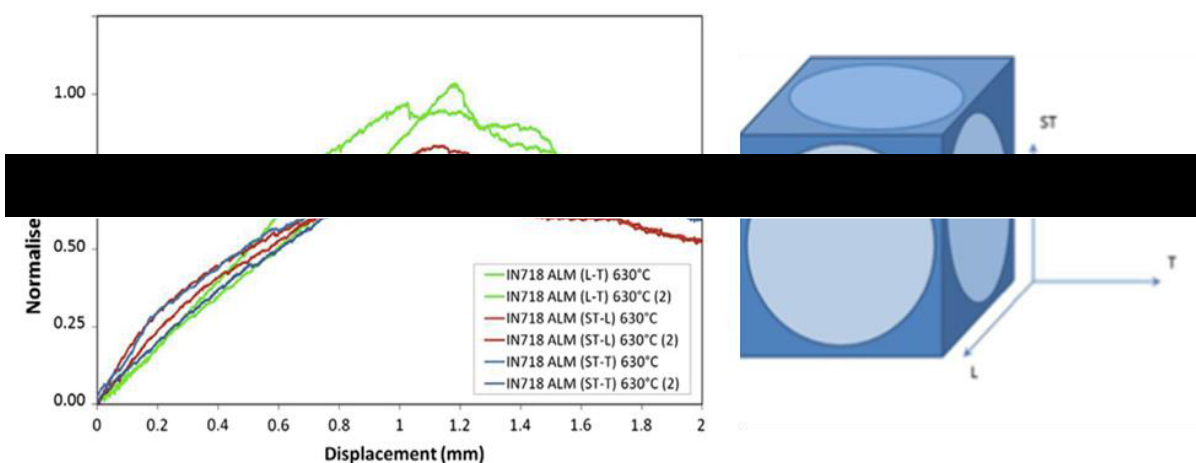 1.00
0.50
0.25
0.00
0 0.2 0.4 0.6 0.8 1 1.2 1.4 1.6 1.8 2
Displacement (mm)
IN718 ALM (L-T) 630°C
IN718 ALM (L-T) 630°C (2)
IN718 ALM (ST-L) 630°C
IN718 ALM (ST-L) 630°C (2)
IN718 ALM (ST-T) 630°C
IN718 ALM (ST-T) 630°C (2)
ST
T
L